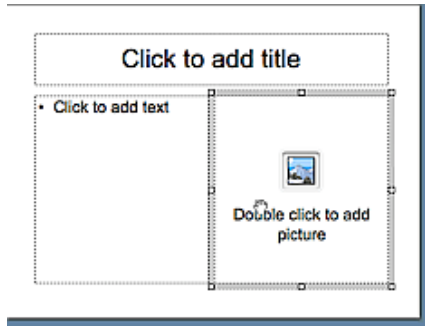 Click to add title
• Click to add text
Double click to add
picture